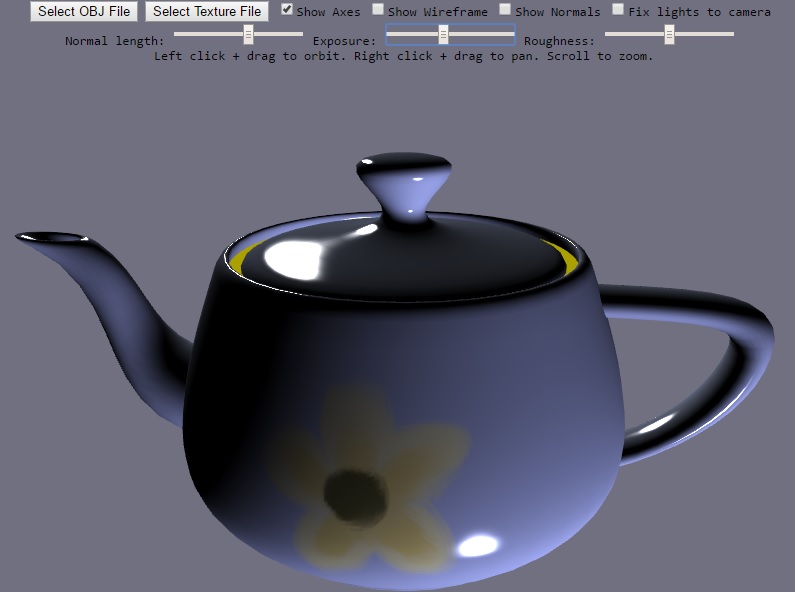 Select OBJ File Select Texture File Show Axes Show Wireframe Show Normals Fix lights to camera
Normal length: Exposure: Roughness:
Left click + drag to orbit. Right click + drag to pan. Scroll to zoom.